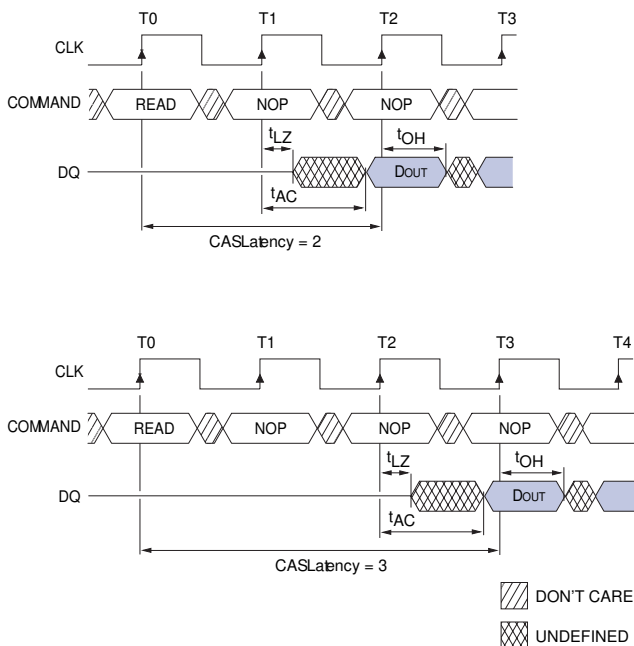 T0 T1 T2 T3
CLK
COMMAND READ NOP NOP
tLZ tOH
DQ DOUT
tAC
CASLatency = 2
T0 T1 T2 T3 T4
CLK
COMMAND READ NOP NOP NOP
tLZ tOH
DQ DOUT
tAC
CASLatency = 3
DON'T CARE
UNDEFINED